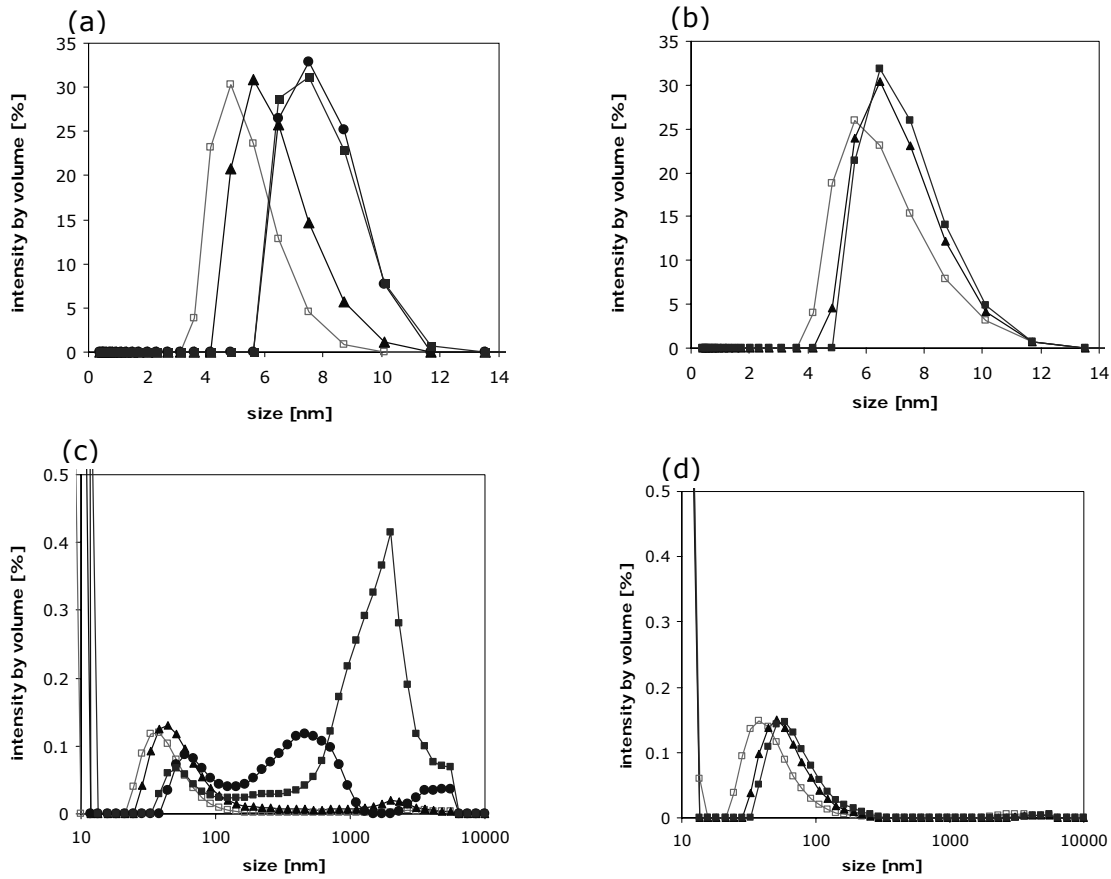 (a)
35
30
25
20
15
10
5
0
intensity by volume [%]
0 2 4 6 8 10 12 14
size [nm]
(b)
35
30
25
20
15
10
5
0
intensity by volume [%]
0 2 4 6 8 10 12 14
size [nm]
(c)
0.5
0.4
0.3
0.2
0.1
0
intensity by volume [%]
10 100 1000 10000
size [nm]
(d)
0.5
0.4
0.3
0.2
0.1
0
intensity by volume [%]
10 100 1000 10000
size [nm]